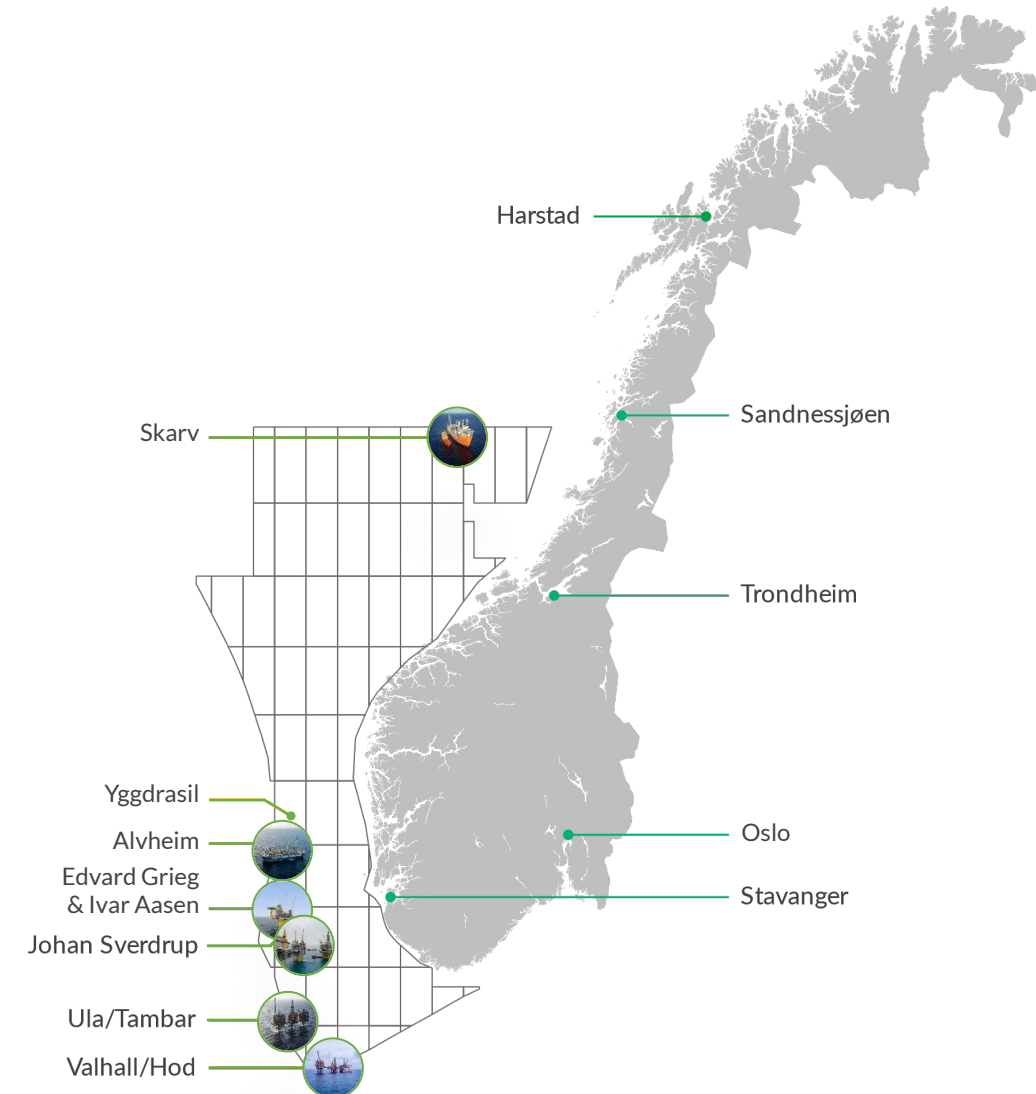 Harstad
Sandnessjøen
Skarv
Trondheim
Yggdrasil
Alvheim
Oslo
Edvard Grieg
& Ivar Aasen
Stavanger
Johan Sverdrup
Ula/Tambar
Valhall/Hod